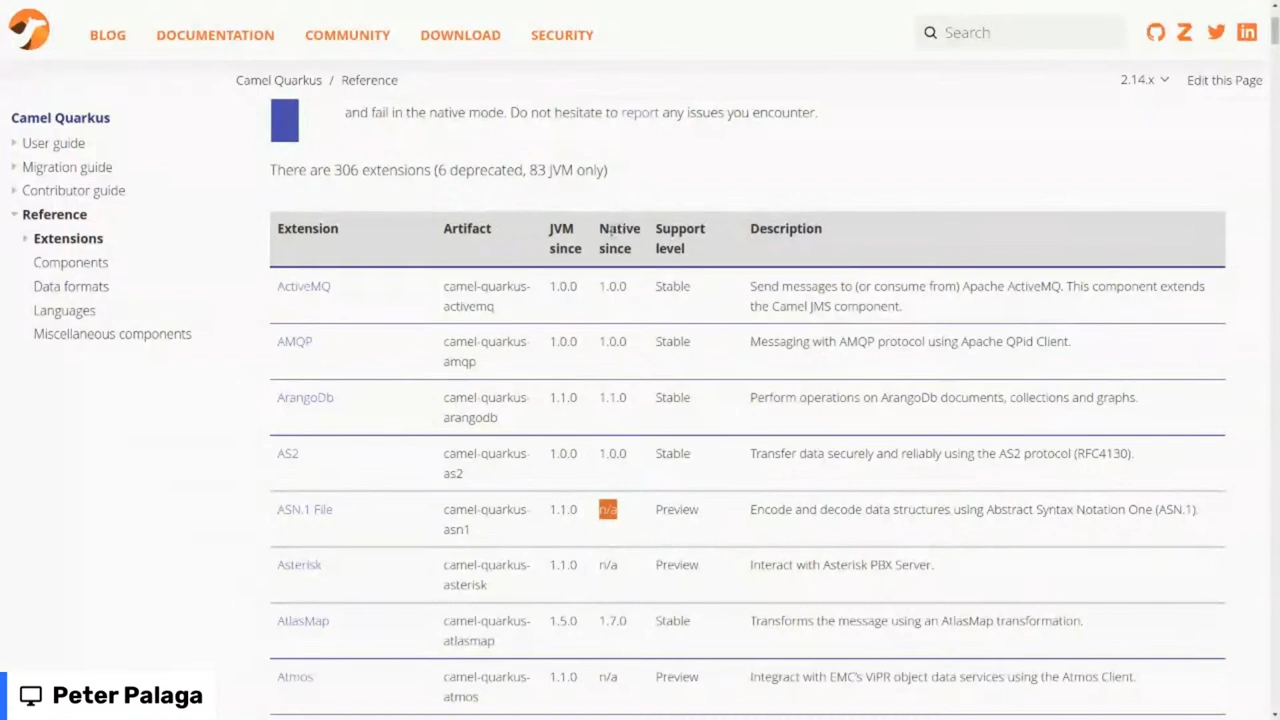 BLOG DOCUMENTATION COMMUNITY DOWNLOAD SECURITY Search
Camel Quarkus / Reference 2.14.x Edit this Page
Camel Quarkus
User guide
Migration guide
Contributor guide
Reference
Extensions
Components
Data formats
Languages
Miscellaneous components
and fail in the native mode. Do not hesitate to report any issues you encounter.
There are 306 extensions (6 deprecated, 83 JVM only)
Extension Artifact JVM since Native since Support level Description
ActiveMQ camel-quarkus- 1.0.0 1.0.0 Stable Send messages to (or consume from) Apache ActiveMQ. This component extends
activemq the Camel JMS component.
AMQP camel-quarkus- 1.0.0 1.0.0 Stable Messaging with AMQP protocol using Apache QPid Client.
amqp
ArangoDb camel-quarkus- 1.1.0 1.1.0 Stable Perform operations on ArangoDb documents, collections and graphs.
arangodb
AS2 camel-quarkus- 1.0.0 1.0.0 Stable Transfer data securely and reliably using the AS2 protocol (RFC4130).
as2
ASN.1 File camel-quarkus- 1.1.0 n/a Preview Encode and decode data structures using Abstract Syntax Notation One (ASN.1).
asn1
Asterisk camel-quarkus- 1.1.0 n/a Preview Interact with Asterisk PBX Server.
asterisk
AtlasMap camel-quarkus- 1.5.0 1.7.0 Stable Transforms the message using an AtlasMap transformation.
atlasmap
Atmos camel-quarkus- 1.1.0 n/a Preview Integract with EMC's ViPR object data services using the Atmos Client.
atmos
Peter Palaga